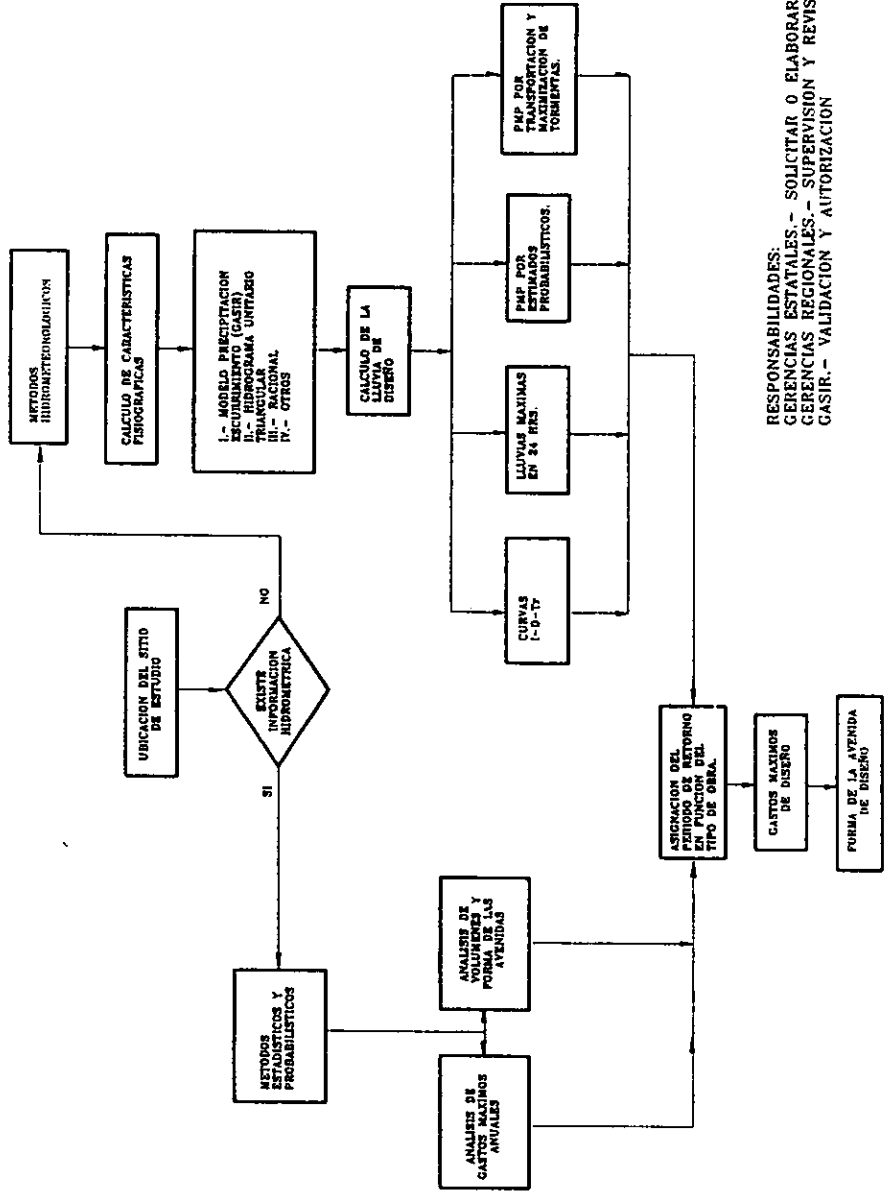 UBICACION DEL SITIO
DE ESTUDIO
EXISTE
INFORMACION
HIDROMETRICA
SI
NO
METODOS
ESTADISTICOS Y
PROBABILISTICOS
ANALISIS DE
GASTOS MAXIMOS
ANUALES
ANALISIS DE
VOLUMENES Y
FORMA DE LAS
AVENIDAS
METODOS
HIDROMETEOROLOGICOS
CALCULO DE CARACTERISTICAS
FISIOGRAFICAS
I.- MODELO PRECIPITACION
ESCURRIMIENTO (GASIR)
II.- HIDROGRAMA UNITARIO
TRIANGULAR
III.- RACIONAL
IV.- OTROS
CALCULO DE LA
LLUVIA DE
DISEÑO
CURVAS
I-D-Tr
LLUVIAS MAXIMAS
EN 24 HRS.
PMP POR
ESTIMADOS
PROBABILISTICOS.
PMP POR
TRANSPORTACION Y
MAXIMIZACION DE
TORMENTAS.
ASIGNACION DEL
PERIODO DE RETORNO
EN FUNCION DEL
TIPO DE OBRA.
GASTOS MAXIMOS
DE DISEÑO
FORMA DE LA AVENIDA
DE DISEÑO
RESPONSABILIDADES:
GERENCIAS ESTATALES.- SOLICITAR O ELABORAR
GERENCIAS REGIONALES.- SUPERVISION Y REVIS
GASIR.- VALIDACION Y AUTORIZACION